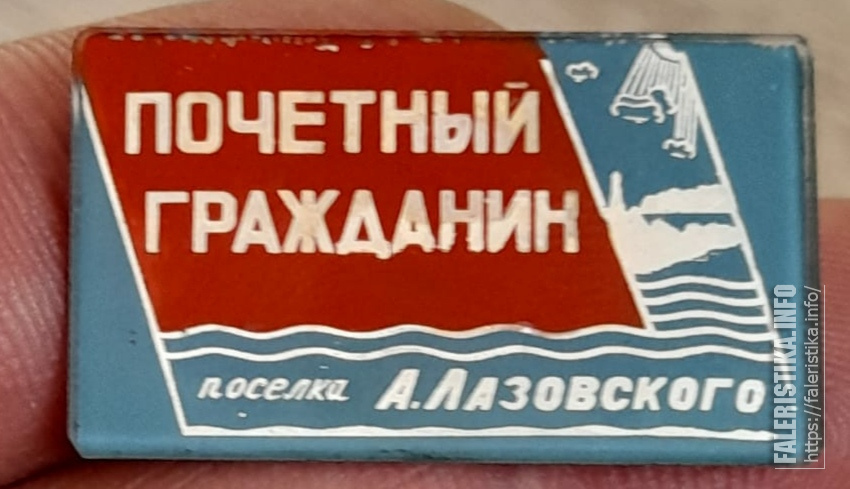 ПОЧЕТНЫЙ
ГРАЖДАНИН
поселка А.ЛАЗОВСКОГО
FALERISTIKA.INFO
https://faleristika.info/